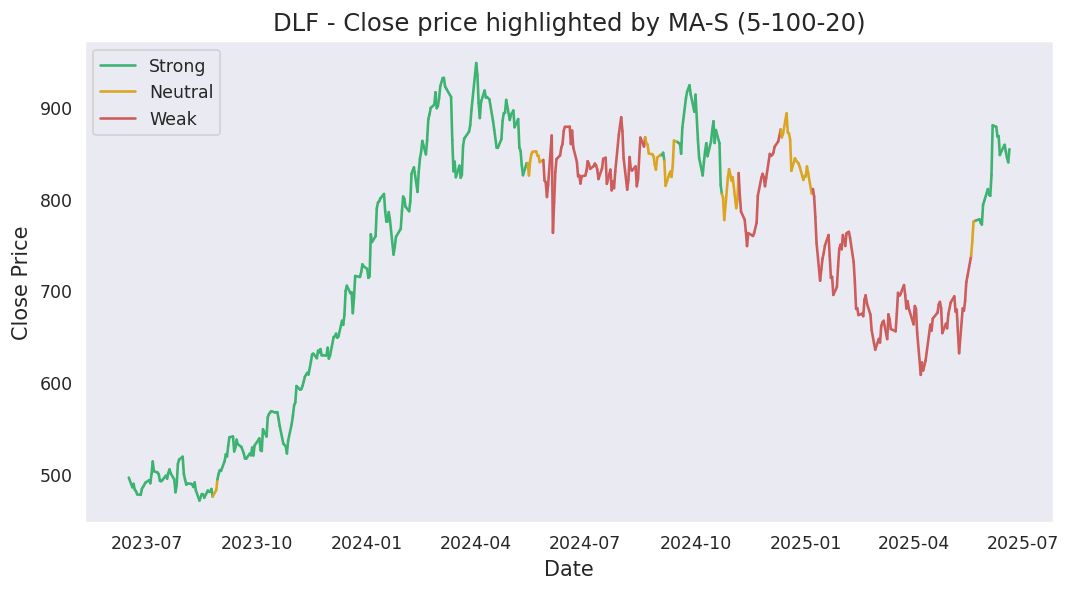 DLF - Close price highlighted by MA-S (5-100-20)
Strong
Neutral
Weak
Close Price
900
800
700
600
500
2023-07 2023-10 2024-01 2024-04 2024-07 2024-10 2025-01 2025-04 2025-07
Date